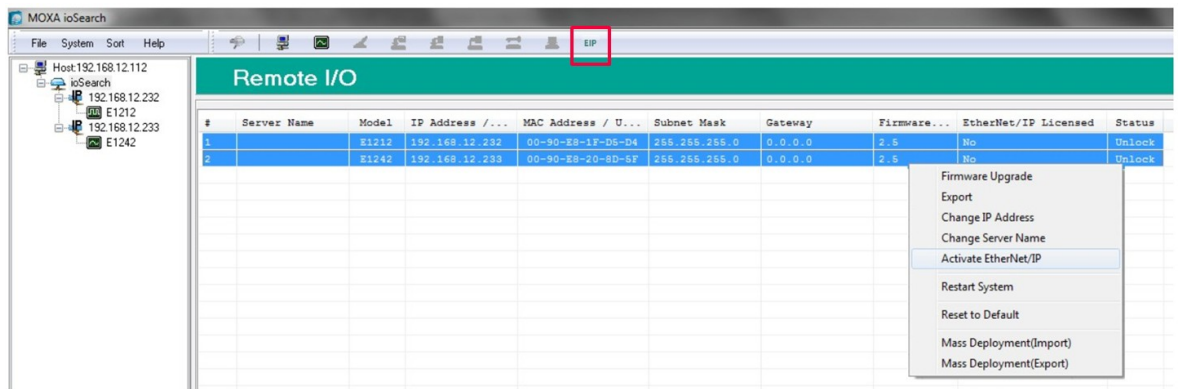 MOXA ioSearch
File System Sort Help
EIP
Host:192.168.12.112
ioSearch
192.168.12.232
E1212
192.168.12.233
E1242
Remote I/O
# Server Name Model IP Address /... MAC Address / U... Subnet Mask Gateway Firmware... EtherNet/IP Licensed Status
1 E1212 192.168.12.232 00-90-E8-1F-D5-D4 255.255.255.0 0.0.0.0 2.5 No Unlock
2 E1242 192.168.12.233 00-90-E8-20-8D-5F 255.255.255.0 0.0.0.0 2.5 No Unlock
Firmware Upgrade
Export
Change IP Address
Change Server Name
Activate EtherNet/IP
Restart System
Reset to Default
Mass Deployment(Import)
Mass Deployment(Export)